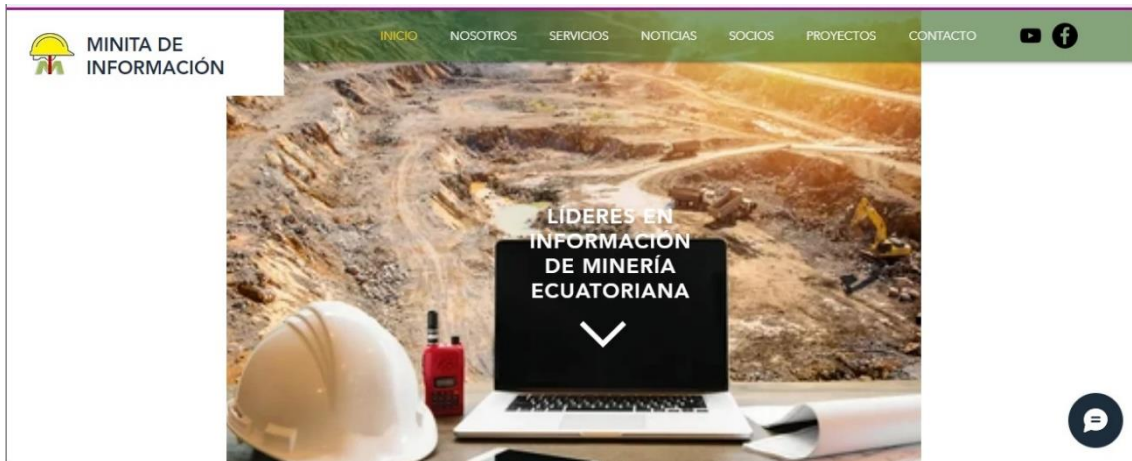 MINITA DE
INFORMACIÓN
INICIO NOSOTROS SERVICIOS NOTICIAS SOCIOS PROYECTOS CONTACTO
LÍDERES EN
INFORMACIÓN
DE MINERÍA
ECUATORIANA